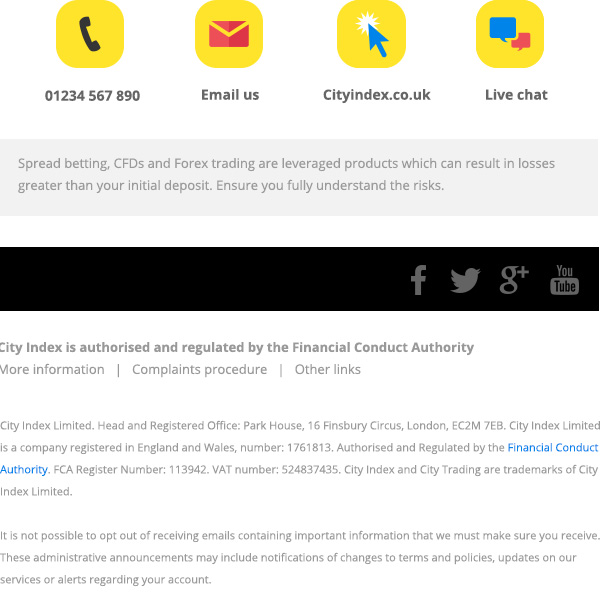 01234 567 890 Email us Cityindex.co.uk Live chat
Spread betting, CFDs and Forex trading are leveraged products which can result in losses
greater than your initial deposit. Ensure you fully understand the risks.
f g+ You Tube
City Index is authorised and regulated by the Financial Conduct Authority
More information | Complaints procedure | Other links
City Index Limited. Head and Registered Office: Park House, 16 Finsbury Circus, London, EC2M 7EB. City Index Limited
is a company registered in England and Wales, number: 1761813. Authorised and Regulated by the Financial Conduct
Authority. FCA Register Number: 113942. VAT number: 524837435. City Index and City Trading are trademarks of City
Index Limited.
It is not possible to opt out of receiving emails containing important information that we must make sure you receive.
These administrative announcements may include notifications of changes to terms and policies, updates on our
services or alerts regarding your account.